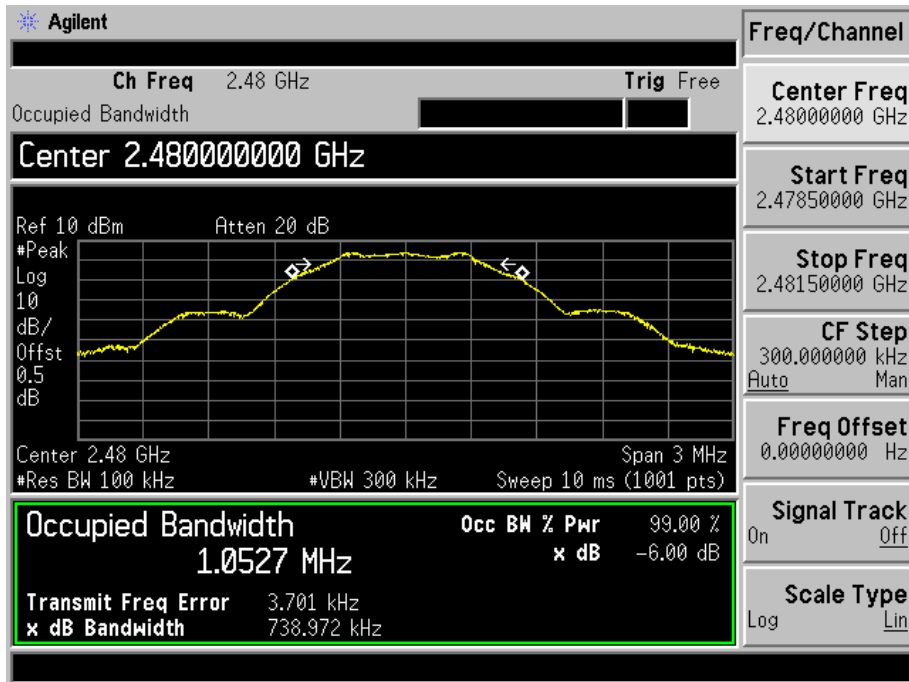 Agilent
Freq/Channel
Ch Freq 2.48 GHz Trig Free
Occupied Bandwidth
Center 2.480000000 GHz
Ref 10 dBm Atten 20 dB
#Peak
Log
10
dB/
Offst
0.5
dB
Center 2.48 GHz Span 3 MHz
#Res BW 100 kHz #VBW 300 kHz Sweep 10 ms (1001 pts)
Occupied Bandwidth
1.0527 MHz
Occ BW % Pwr 99.00 %
x dB -6.00 dB
Transmit Freq Error 3.701 kHz
x dB Bandwidth 738.972 kHz
Center Freq
2.48000000 GHz
Start Freq
2.47850000 GHz
Stop Freq
2.48150000 GHz
CF Step
300.000000 kHz
Auto Man
Freq Offset
0.00000000 Hz
Signal Track
On Off
Scale Type
Log Lin